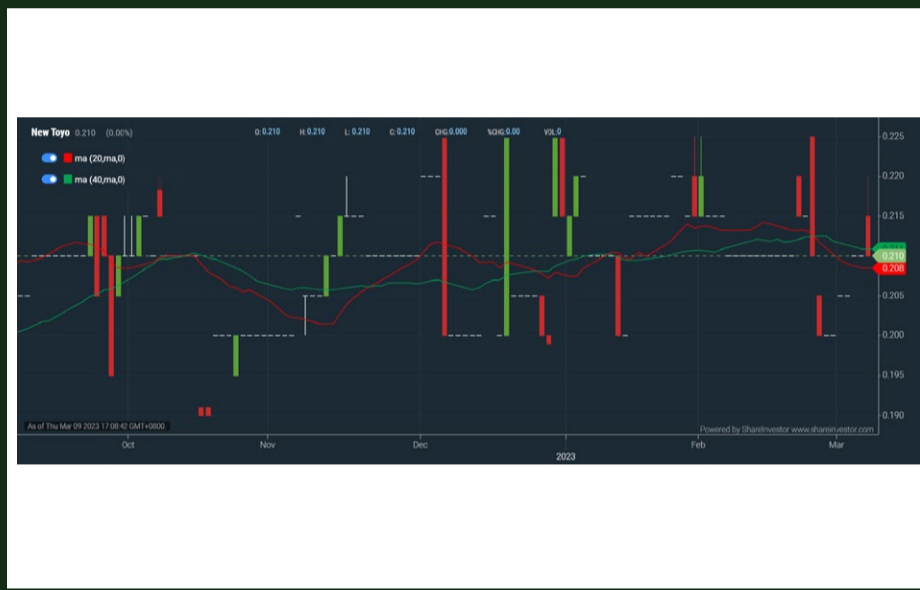 New Toyo 0.210 (0.00%) O:0.210 H:0.210 L:0.210 C:0.210 CHG:0.000 %CHG:0.00 VOL:0
ma (20,ma,0)
ma (40,ma,0)
0.225
0.220
0.215
0.210
0.208
0.205
0.200
0.195
0.190
As of Thu Mar 09 2023 17:08:42 GMT+0800
Powered by ShareInvestor www.shareinvestor.com
Oct Nov Dec Feb Mar
2023